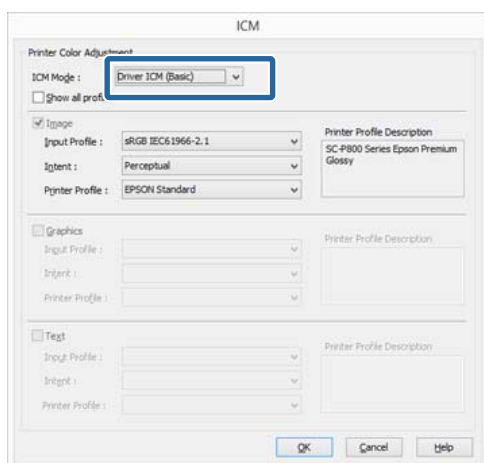 ICM
Printer Color Adjustment
ICM Mode : Driver ICM (Basic)
Show all
Image
Input Profile : sRGB IEC61966-2.1
Intent : Perceptual
Printer Profile : EPSON Standard
Printer Profile Description
SC-P800 Series Epson Premium
Glossy
Graphics
Input Profile :
Intent :
Printer Profile :
Printer Profile Description
Text
Input Profile :
Intent :
Printer Profile :
Printer Profile Description
OK
Cancel
Help